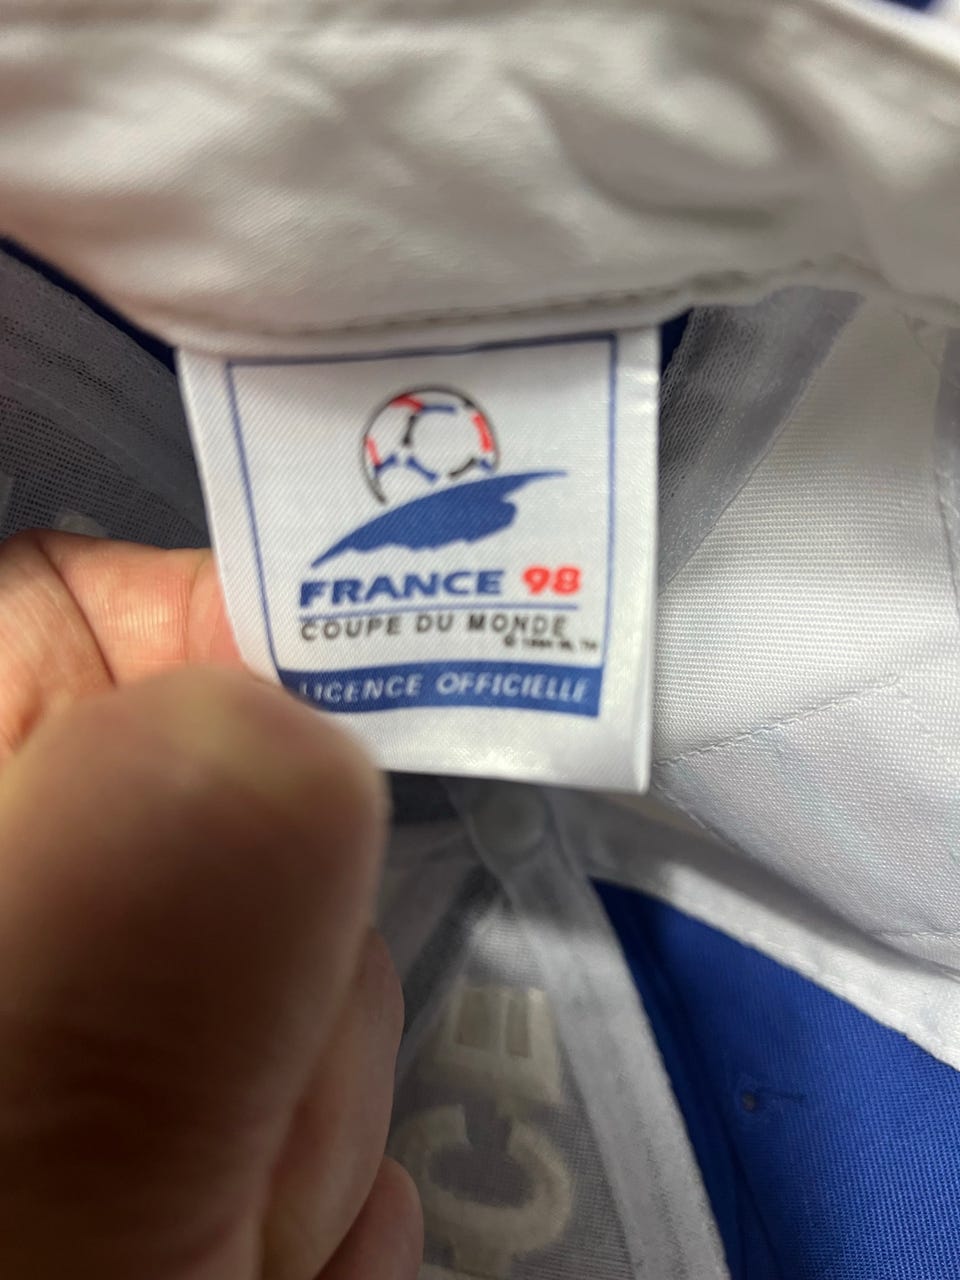 FRANCE 98
COUPE DU MONDE
LICENCE OFFICIELLE